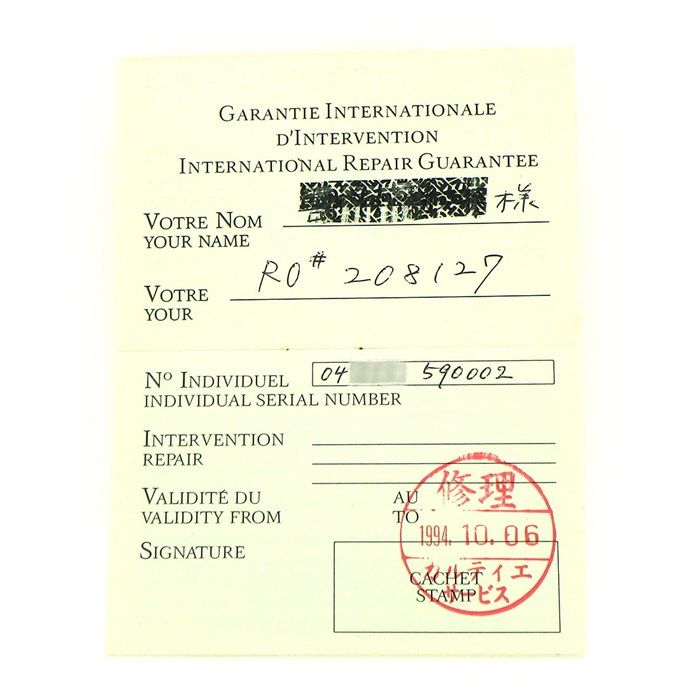 GARANTIE INTERNATIONALE
D'INTERVENTION
INTERNATIONAL REPAIR GUARANTEE
VOTRE NOM 様
YOUR NAME
VOTRE RO# 208127
YOUR
Nº INDIVIDUEL 04 590002
INDIVIDUAL SERIAL NUMBER
INTERVENTION
REPAIR
VALIDITÉ DU AU
VALIDITY FROM TO
SIGNATURE
CACHET
STAMP
修理
1994.10.06
カルティエ
サービス